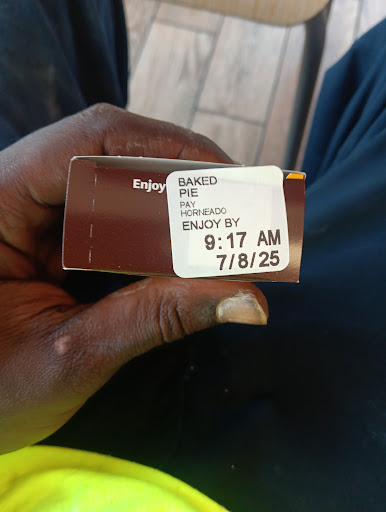 Enjoy
BAKED
PIE
PAY
HORNEADO
ENJOY BY
9:17 AM
7/8/25